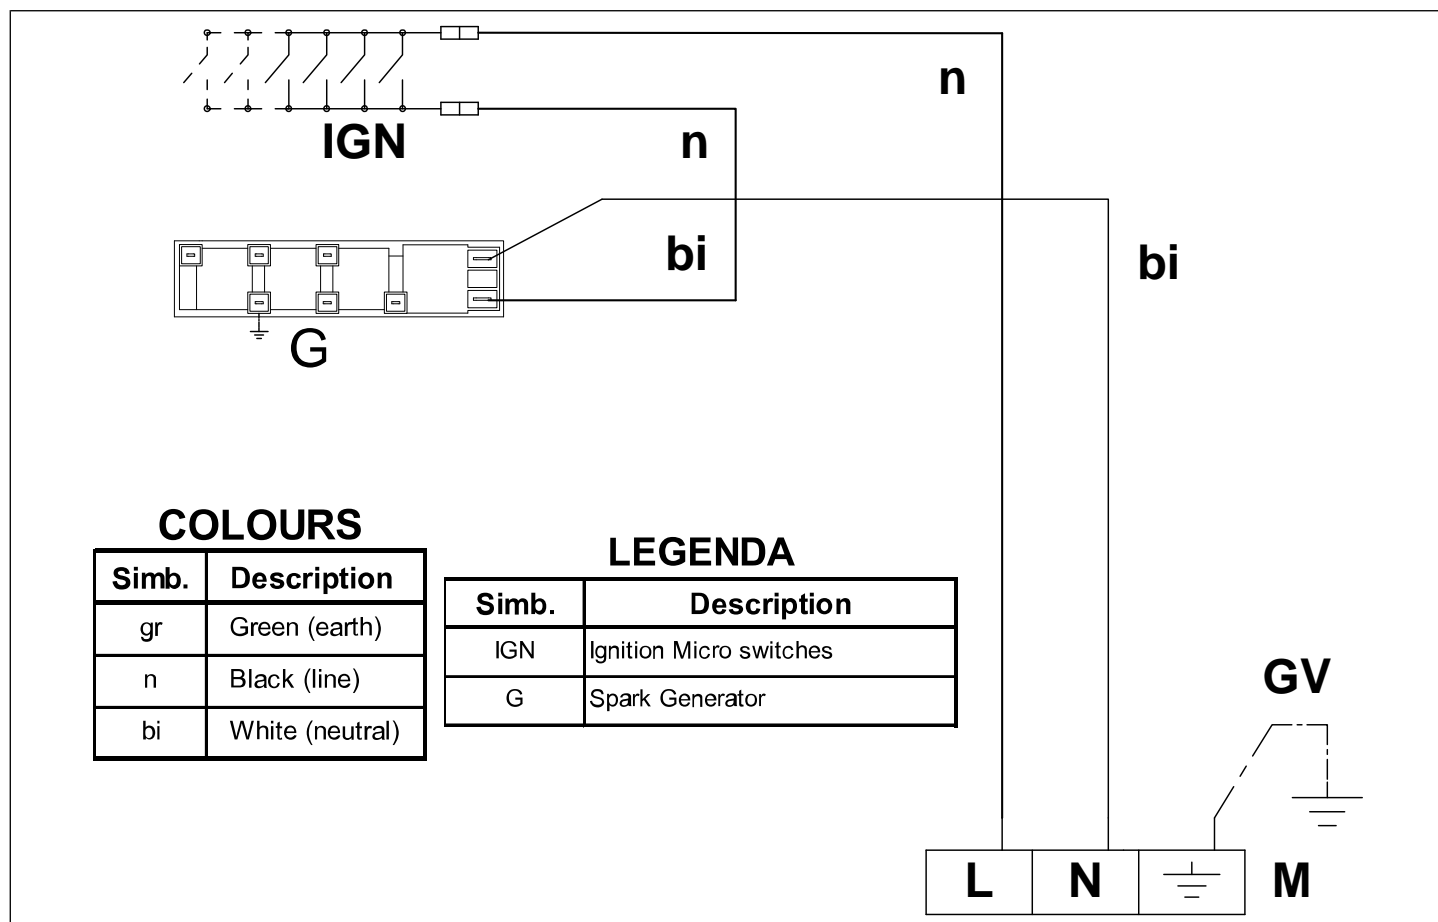 n
IGN
n
bi
bi
G
COLOURS
Simb. Description
gr Green (earth)
n Black (line)
bi White (neutral)
LEGENDA
Simb. Description
IGN Ignition Micro switches
G Spark Generator
GV
L N M